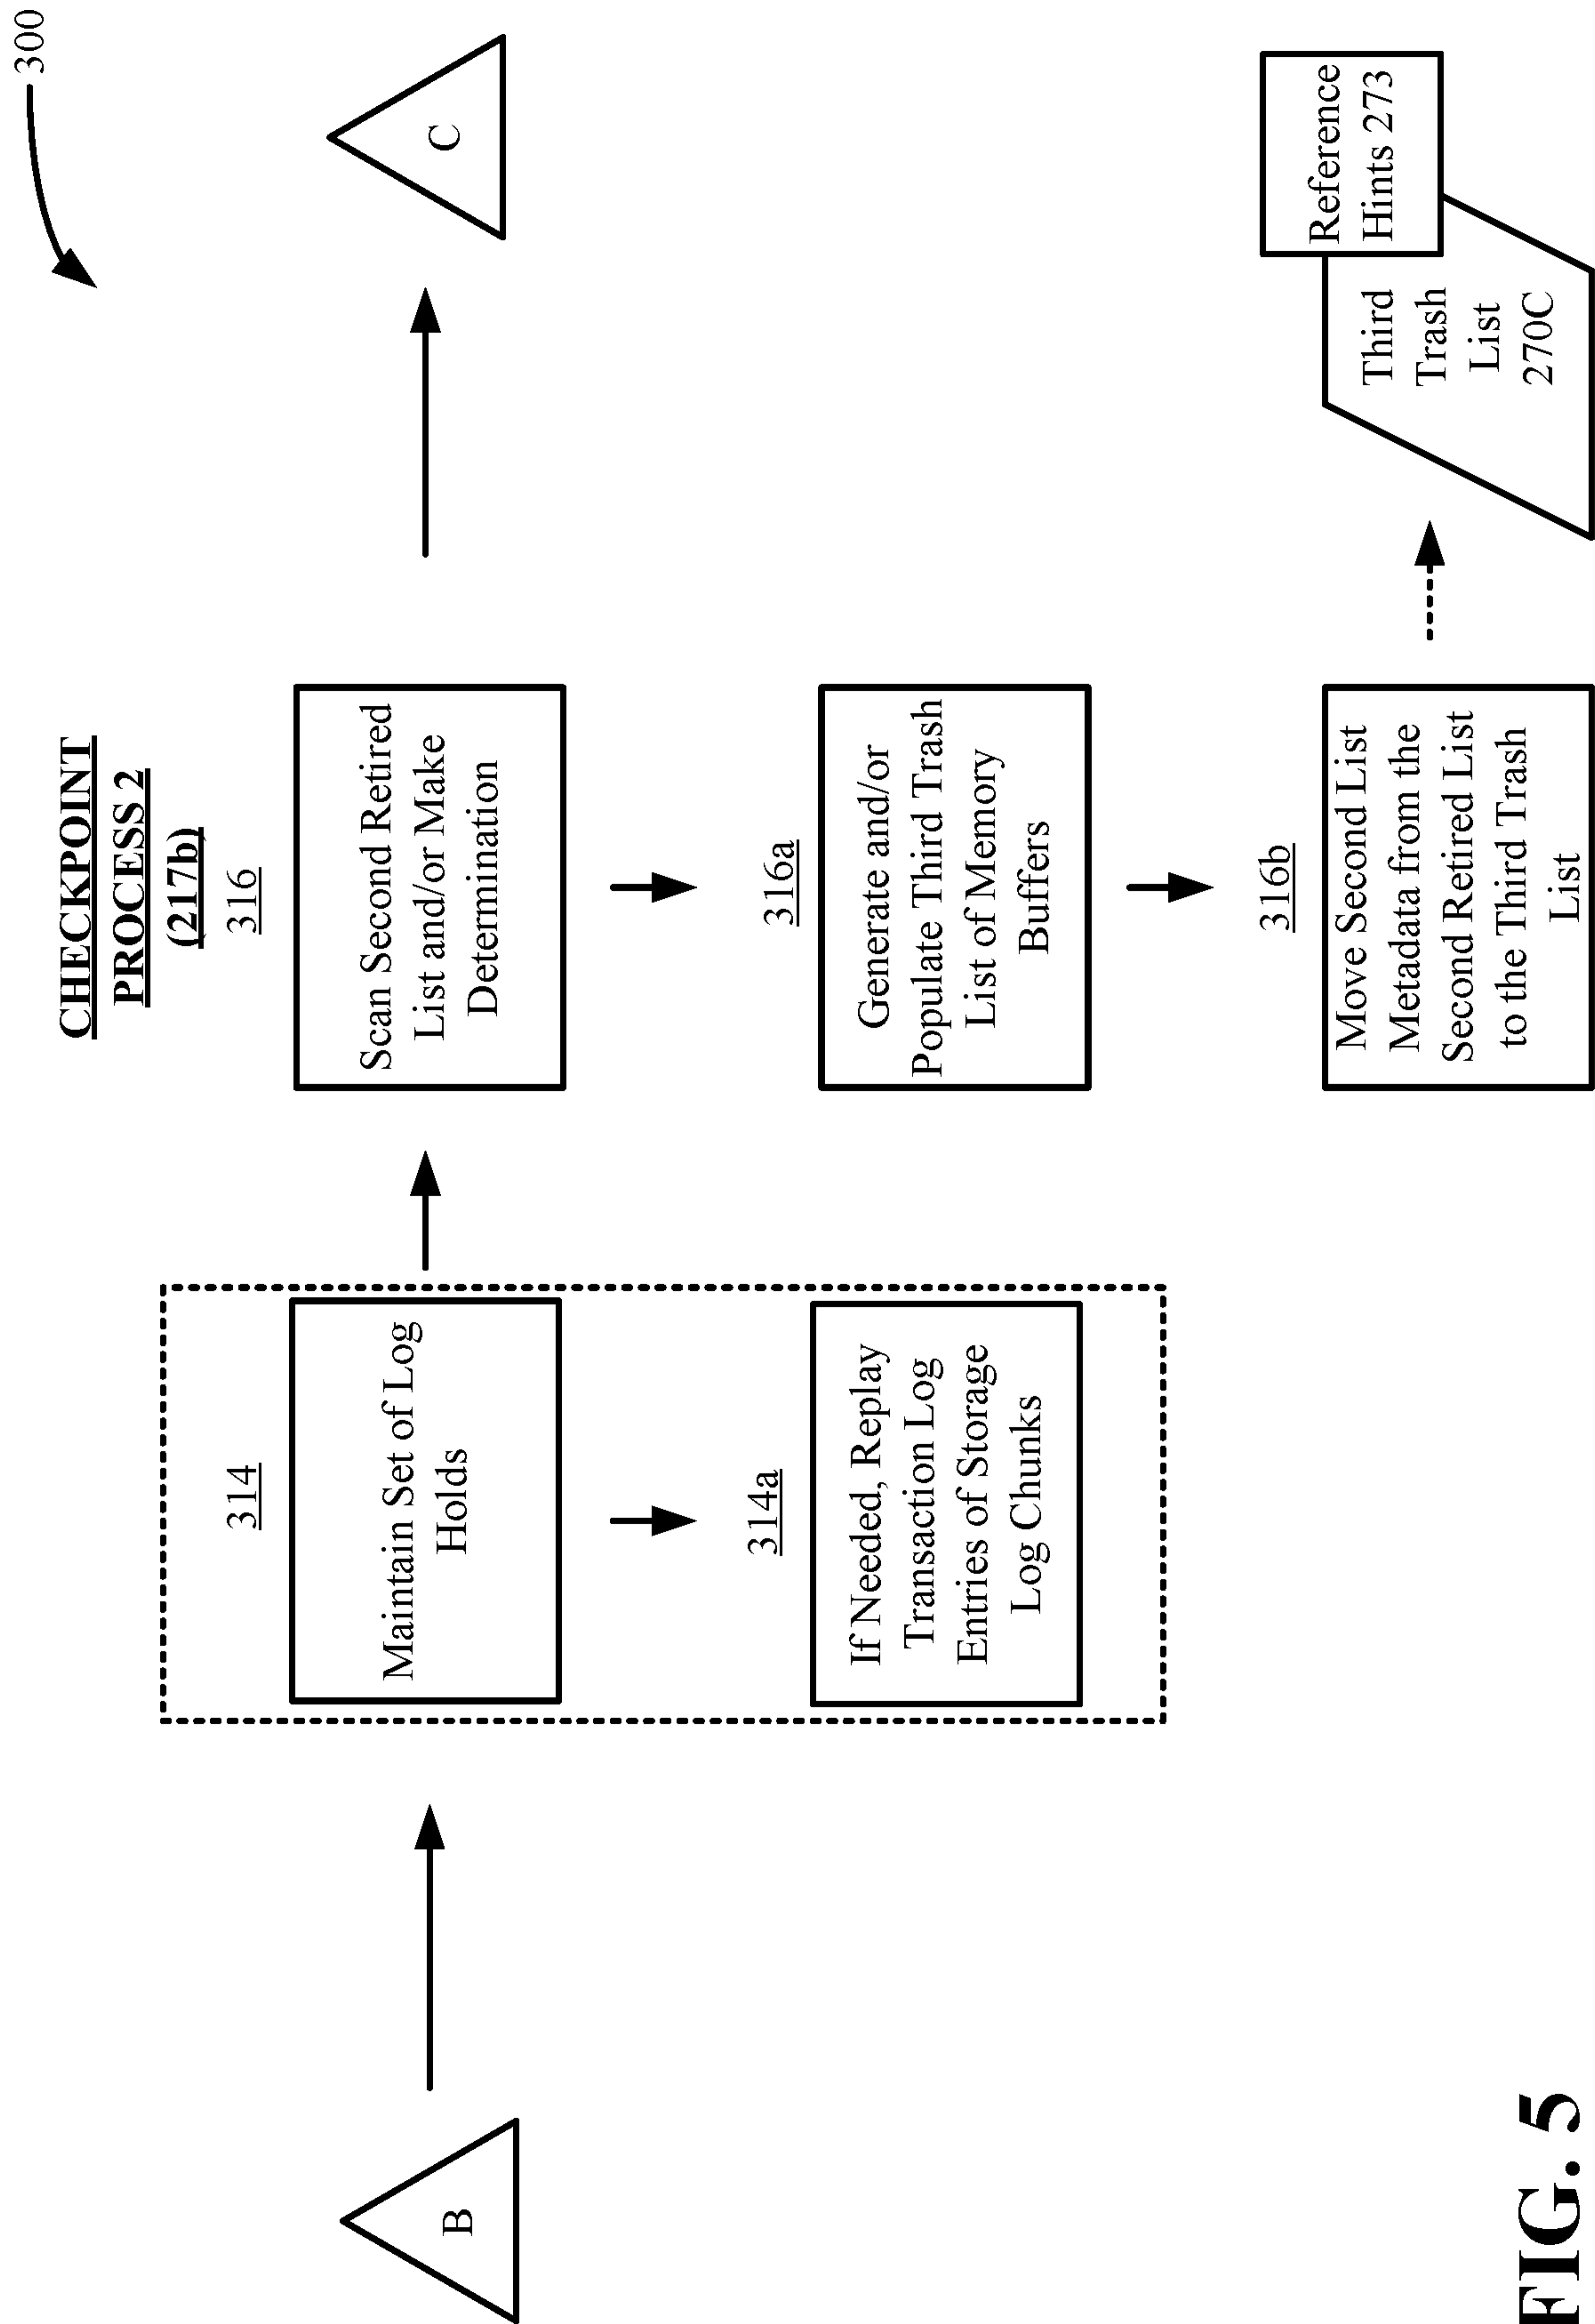 300
CHECKPOINT
PROCESS 2
(217b)
B
314
Maintain Set of Log
Holds
316
Scan Second Retired
List and/or Make
Determination
C
314a
If Needed, Replay
Transaction Log
Entries of Storage
Log Chunks
316a
Generate and/or
Populate Third Trash
List of Memory
Buffers
316b
Move Second List
Metadata from the
Second Retired List
to the Third Trash
List
Reference
Hints 273
Third
Trash
List
270C
FIG. 5